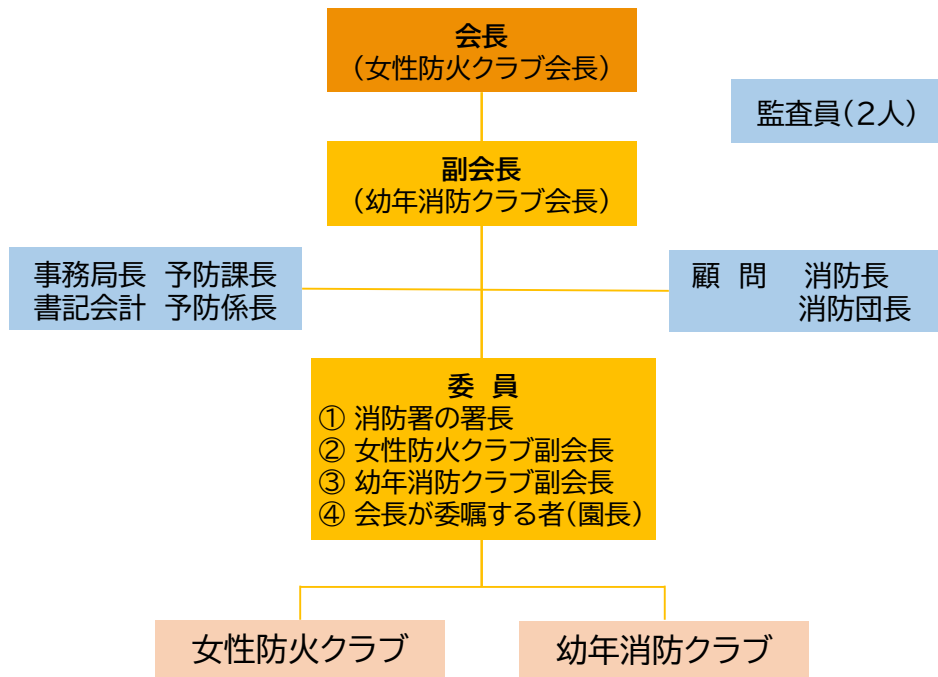 会長
（女性防火クラブ会長）
監査員（２人）
副会長
（幼年消防クラブ会長）
事務局長　予防課長
書記会計　予防係長
顧　問　　消防長
消防団長
委　員
① 消防署の署長
② 女性防火クラブ副会長
③ 幼年消防クラブ副会長
④ 会長が委嘱する者（園長）
女性防火クラブ
幼年消防クラブ